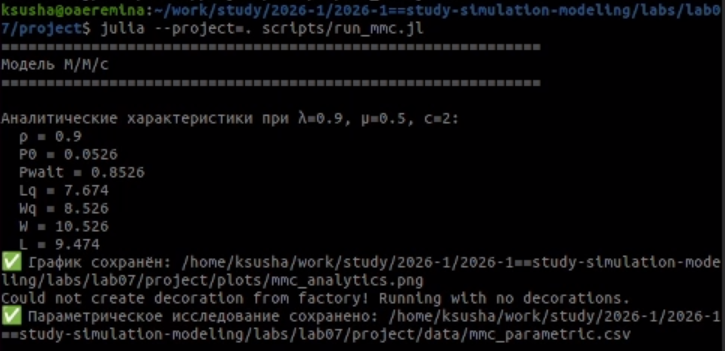 ksusha@oaeremina:~/work/study/2026-1/2026-1==study-simulation-modeling/labs/lab0
7/project$ julia --project=. scripts/run_mmc.jl
============================================================
Модель M/M/c
============================================================
Аналитические характеристики при λ=0.9, μ=0.5, c=2:
ρ = 0.9
P0 = 0.0526
Pwait = 0.8526
Lq = 7.674
Wq = 8.526
W = 10.526
L = 9.474
✅ График сохранён: /home/ksusha/work/study/2026-1/2026-1==study-simulation-mode
ling/labs/lab07/project/plots/mmc_analytics.png
Could not create decoration from factory! Running with no decorations.
✅ Параметрическое исследование сохранено: /home/ksusha/work/study/2026-1/2026-1
==study-simulation-modeling/labs/lab07/project/data/mmc_parametric.csv